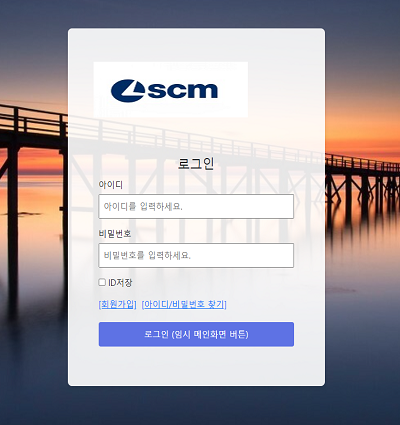 scm
로그인
아이디
아이디를 입력하세요.
비밀번호
비밀번호를 입력하세요.
ID저장
[회원가입] [아이디/비밀번호 찾기]
로그인 (임시 메인화면 버튼)